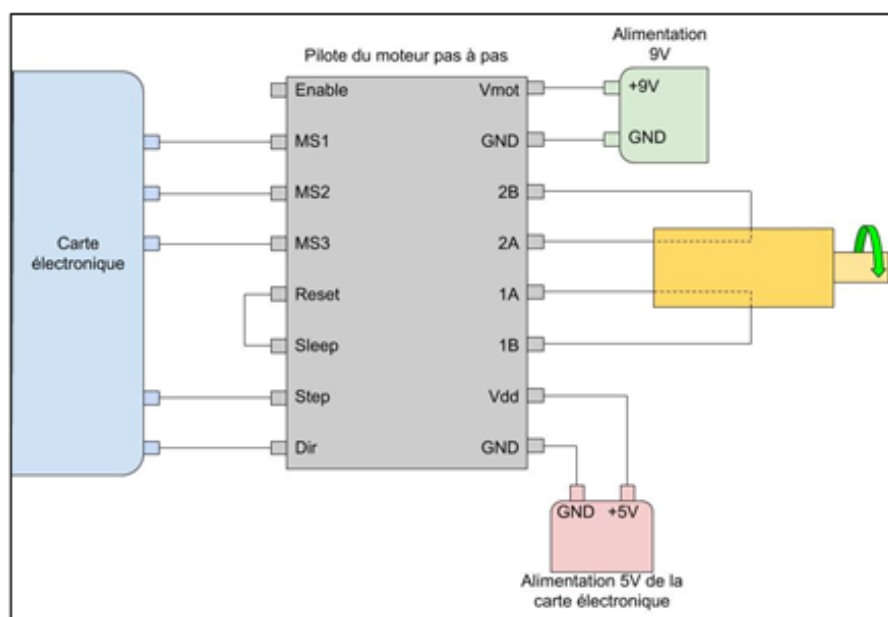 Alimentation
9V
Pilote du moteur pas à pas
Enable
Vmot
+9V
MS1
GND
GND
MS2
2B
Carte
électronique
MS3
2A
Reset
1A
Sleep
1B
Step
Vdd
Dir
GND
GND
+5V
Alimentation 5V de la
carte électronique